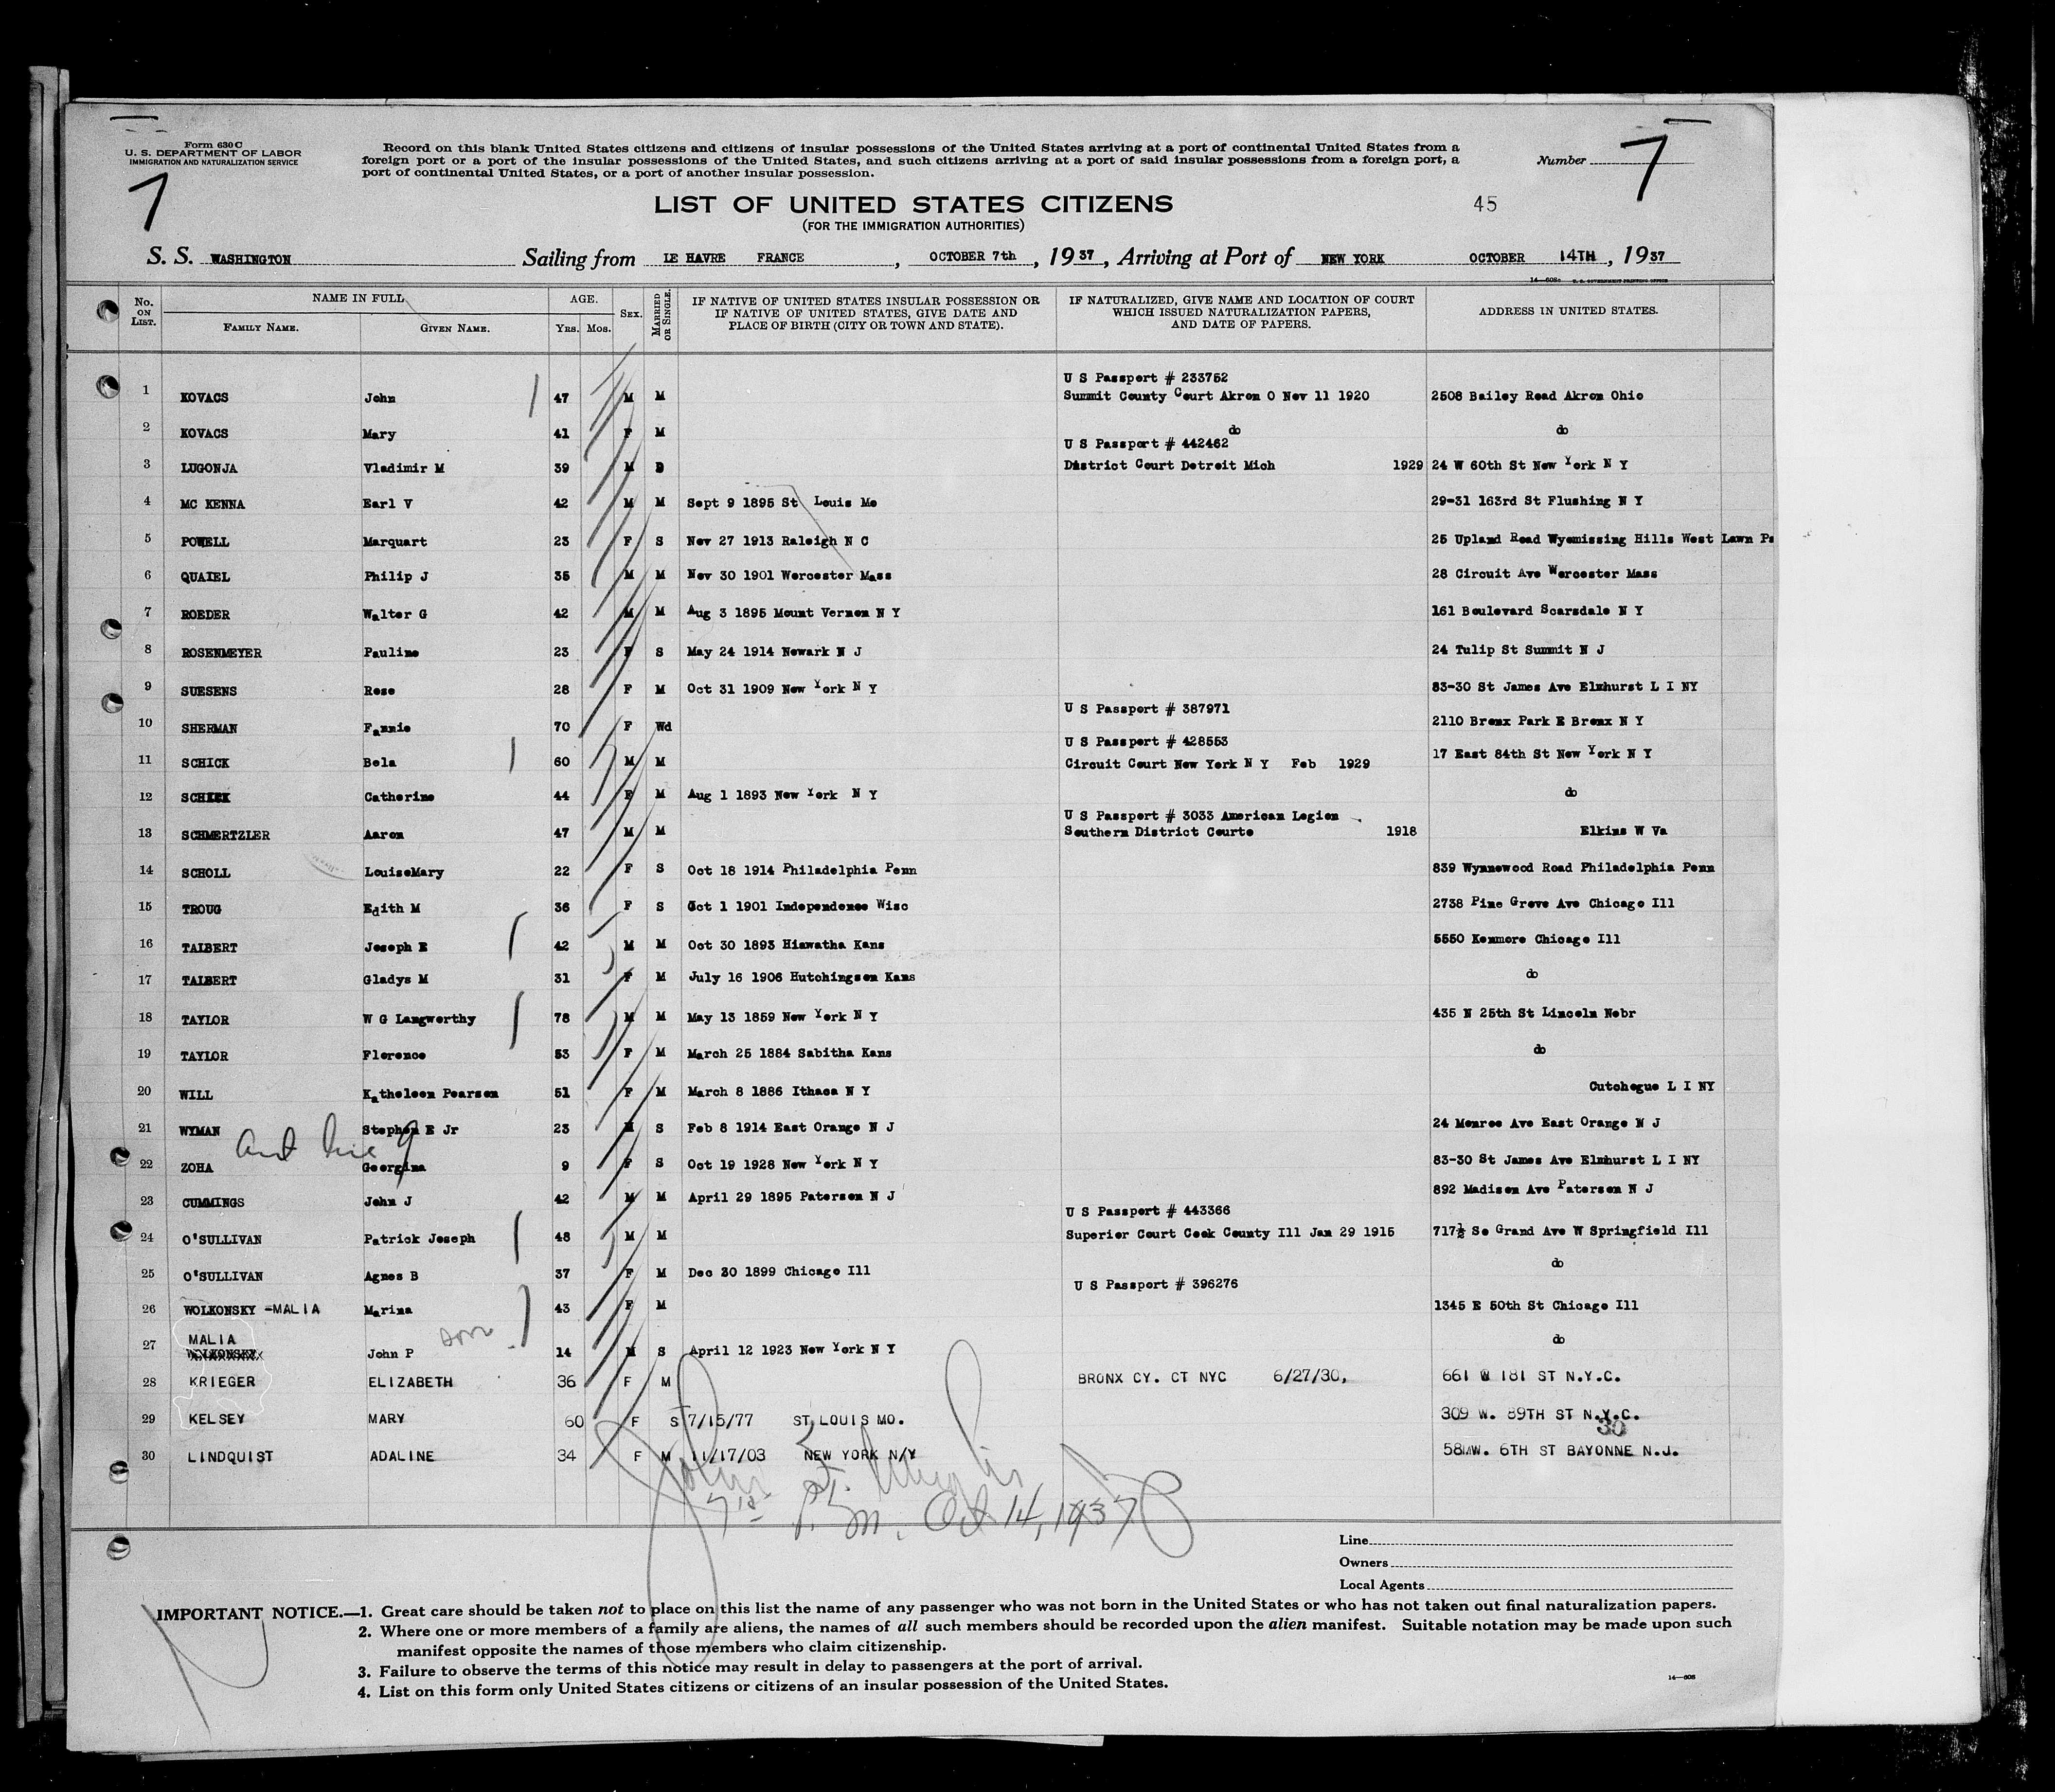 Form 630 C
U. S. DEPARTMENT OF LABOR
IMMIGRATION AND NATURALIZATION SERVICE
Record on this blank United States citizens and citizens of insular possessions of the United States arriving at a port of continental United States from a
foreign port or a port of the insular possessions of the United States, and such citizens arriving at a port of said insular possessions from a foreign port, a
port of continental United States, or a port of another insular possession.
Number 7
7
LIST OF UNITED STATES CITIZENS
45
(FOR THE IMMIGRATION AUTHORITIES)
S. S. WASHINGTON Sailing from LE HAVRE FRANCE, OCTOBER 7th, 1937, Arriving at Port of NEW YORK OCTOBER 14TH, 1937
14—608a U. S. GOVERNMENT PRINTING OFFICE
No. ON LIST. NAME IN FULL FAMILY NAME. GIVEN NAME. AGE. Yrs. Mos. SEX. MARRIED OR SINGLE. IF NATIVE OF UNITED STATES INSULAR POSSESSION OR IF NATIVE OF UNITED STATES, GIVE DATE AND PLACE OF BIRTH (CITY OR TOWN AND STATE). IF NATURALIZED, GIVE NAME AND LOCATION OF COURT WHICH ISSUED NATURALIZATION PAPERS, AND DATE OF PAPERS. ADDRESS IN UNITED STATES.
U S Passport # 233752
1 KOVACS John 47 M M Summit County Court Akron O Nov 11 1920 2508 Bailey Road Akron Ohio
2 KOVACS Mary 41 F M do do
U S Passport # 442462
3 LUGONJA Vladimir M 39 M D District Court Detroit Mich 1929 24 W 60th St New York N Y
4 MC KENNA Earl V 42 M M Sept 9 1895 St Louis Mo 29-31 163rd St Flushing N Y
5 POWELL Marquart 23 F S Nov 27 1913 Raleigh N C 25 Upland Road Wyomissing Hills West Lawn Pa
6 QUAIEL Philip J 35 M M Nov 30 1901 Worcester Mass 28 Circuit Ave Worcester Mass
7 ROEDER Walter G 42 M M Aug 3 1895 Mount Vernon N Y 161 Boulevard Scarsdale N Y
8 ROSENMEYER Pauline 23 F S May 24 1914 Newark N J 24 Tulip St Summit N J
9 SUESENS Rose 28 F M Oct 31 1909 New York N Y 83-30 St James Ave Elmhurst L I NY
U S Passport # 387971
10 SHERMAN Fannie 70 F Wd 2110 Bronx Park E Bronx N Y
U S Passport # 428553
11 SCHICK Bela 60 M M Circuit Court New York N Y Feb 1929 17 East 84th St New York N Y
12 SCHICK Catherine 44 F M Aug 1 1893 New York N Y do
U S Passport # 3033 American Legion
13 SCHMERTZLER Aaron 47 M M Southern District Courte 1918 Elkins W Va
14 SCHOLL LouiseMary 22 F S Oct 18 1914 Philadelphia Penn 839 Wynnewood Road Philadelphia Penn
15 TROUG Edith M 36 F S Oct 1 1901 Independence Wisc 2738 Pine Grove Ave Chicago Ill
16 TALBERT Joseph E 42 M M Oct 30 1893 Hiawatha Kans 5550 Kenmore Chicago Ill
17 TALBERT Gladys M 31 F M July 16 1906 Hutchingson Kans do
18 TAYLOR W G Langworthy 78 M M May 13 1859 New York N Y 435 N 25th St Lincoln Nebr
19 TAYLOR Florence 53 F M March 25 1884 Sabitha Kans do
20 WILL Katheleen Pearson 51 F M March 8 1886 Ithaca N Y Cutchogue L I NY
21 WYMAN Stephen E Jr 23 M S Feb 8 1914 East Orange N J 24 Monroe Ave East Orange N J
22 ZOHA Georgina 9 F S Oct 19 1928 New York N Y 83-30 St James Ave Elmhurst L I NY
23 CUMMINGS John J 42 M M April 29 1895 Paterson N J 892 Madison Ave Paterson N J
U S Passport # 443366
24 O'SULLIVAN Patrick Joseph 48 M M Superior Court Cook County Ill Jan 29 1915 717½ So Grand Ave W Springfield Ill
25 O'SULLIVAN Agnes B 37 F M Dec 30 1899 Chicago Ill do
U S Passport # 396276
26 WOLKONSKY -MALIA Marina 43 F M 1345 E 50th St Chicago Ill
27 MALIA WOLKONSKY John P son 14 M S April 12 1923 New York N Y do
28 KRIEGER ELIZABETH 36 F M BRONX CY. CT NYC 6/27/30, 661 W 181 ST N.Y.C.
29 KELSEY MARY 60 F S 7/15/77 ST LOUIS MO. 309 W. 89TH ST N.Y.C.
30
30 LINDQUIST ADALINE 34 F M 11/17/03 NEW YORK N/Y W. 6TH ST BAYONNE N.J.
P.M. Oct 14, 1937
Line
Owners
Local Agents
IMPORTANT NOTICE.—1. Great care should be taken not to place on this list the name of any passenger who was not born in the United States or who has not taken out final naturalization papers.
2. Where one or more members of a family are aliens, the names of all such members should be recorded upon the alien manifest. Suitable notation may be made upon such
manifest opposite the names of those members who claim citizenship.
3. Failure to observe the terms of this notice may result in delay to passengers at the port of arrival.
4. List on this form only United States citizens or citizens of an insular possession of the United States.
14—608